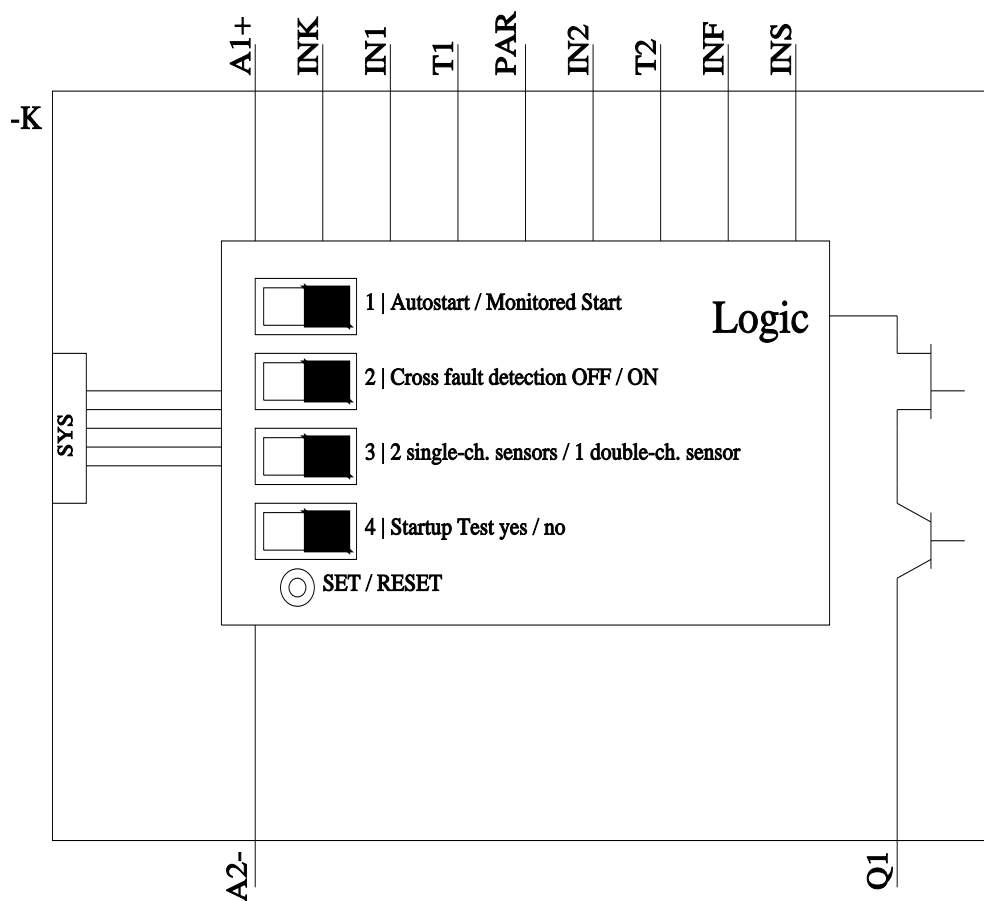 A1+
INK
IN1
T1
PAR
IN2
T2
INF
INS
-K
1 | Autostart / Monitored Start
Logic
2 | Cross fault detection OFF / ON
SYS
3 | 2 single-ch. sensors / 1 double-ch. sensor
4 | Startup Test yes / no
SET / RESET
A2-
Q1